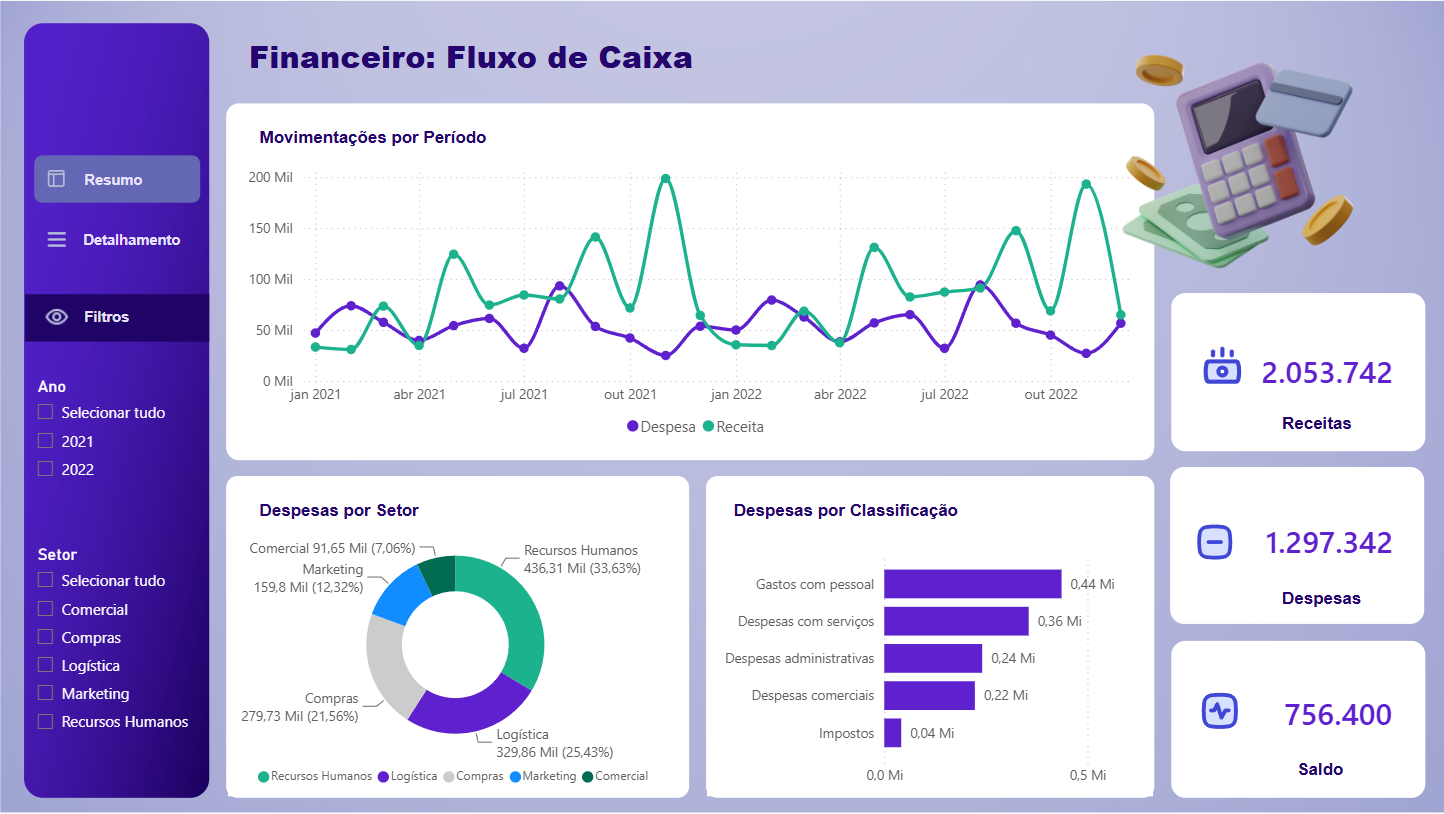 Financeiro: Fluxo de Caixa
Resumo
Detalhamento
Filtros
Ano
Selecionar tudo
2021
2022
Setor
Selecionar tudo
Comercial
Compras
Logística
Marketing
Recursos Humanos
Movimentações por Período
200 Mil
150 Mil
100 Mil
50 Mil
0 Mil
jan 2021 abr 2021 jul 2021 out 2021 jan 2022 abr 2022 jul 2022 out 2022
Despesa Receita
Despesas por Setor
Comercial 91,65 Mil (7,06%)
Marketing
159,8 Mil (12,32%)
Recursos Humanos
436,31 Mil (33,63%)
Compras
279,73 Mil (21,56%)
Logística
329,86 Mil (25,43%)
Recursos Humanos Logística Compras Marketing Comercial
Despesas por Classificação
Gastos com pessoal 0,44 Mi
Despesas com serviços 0,36 Mi
Despesas administrativas 0,24 Mi
Despesas comerciais 0,22 Mi
Impostos 0,04 Mi
0,0 Mi 0,5 Mi
2.053.742
Receitas
1.297.342
Despesas
756.400
Saldo